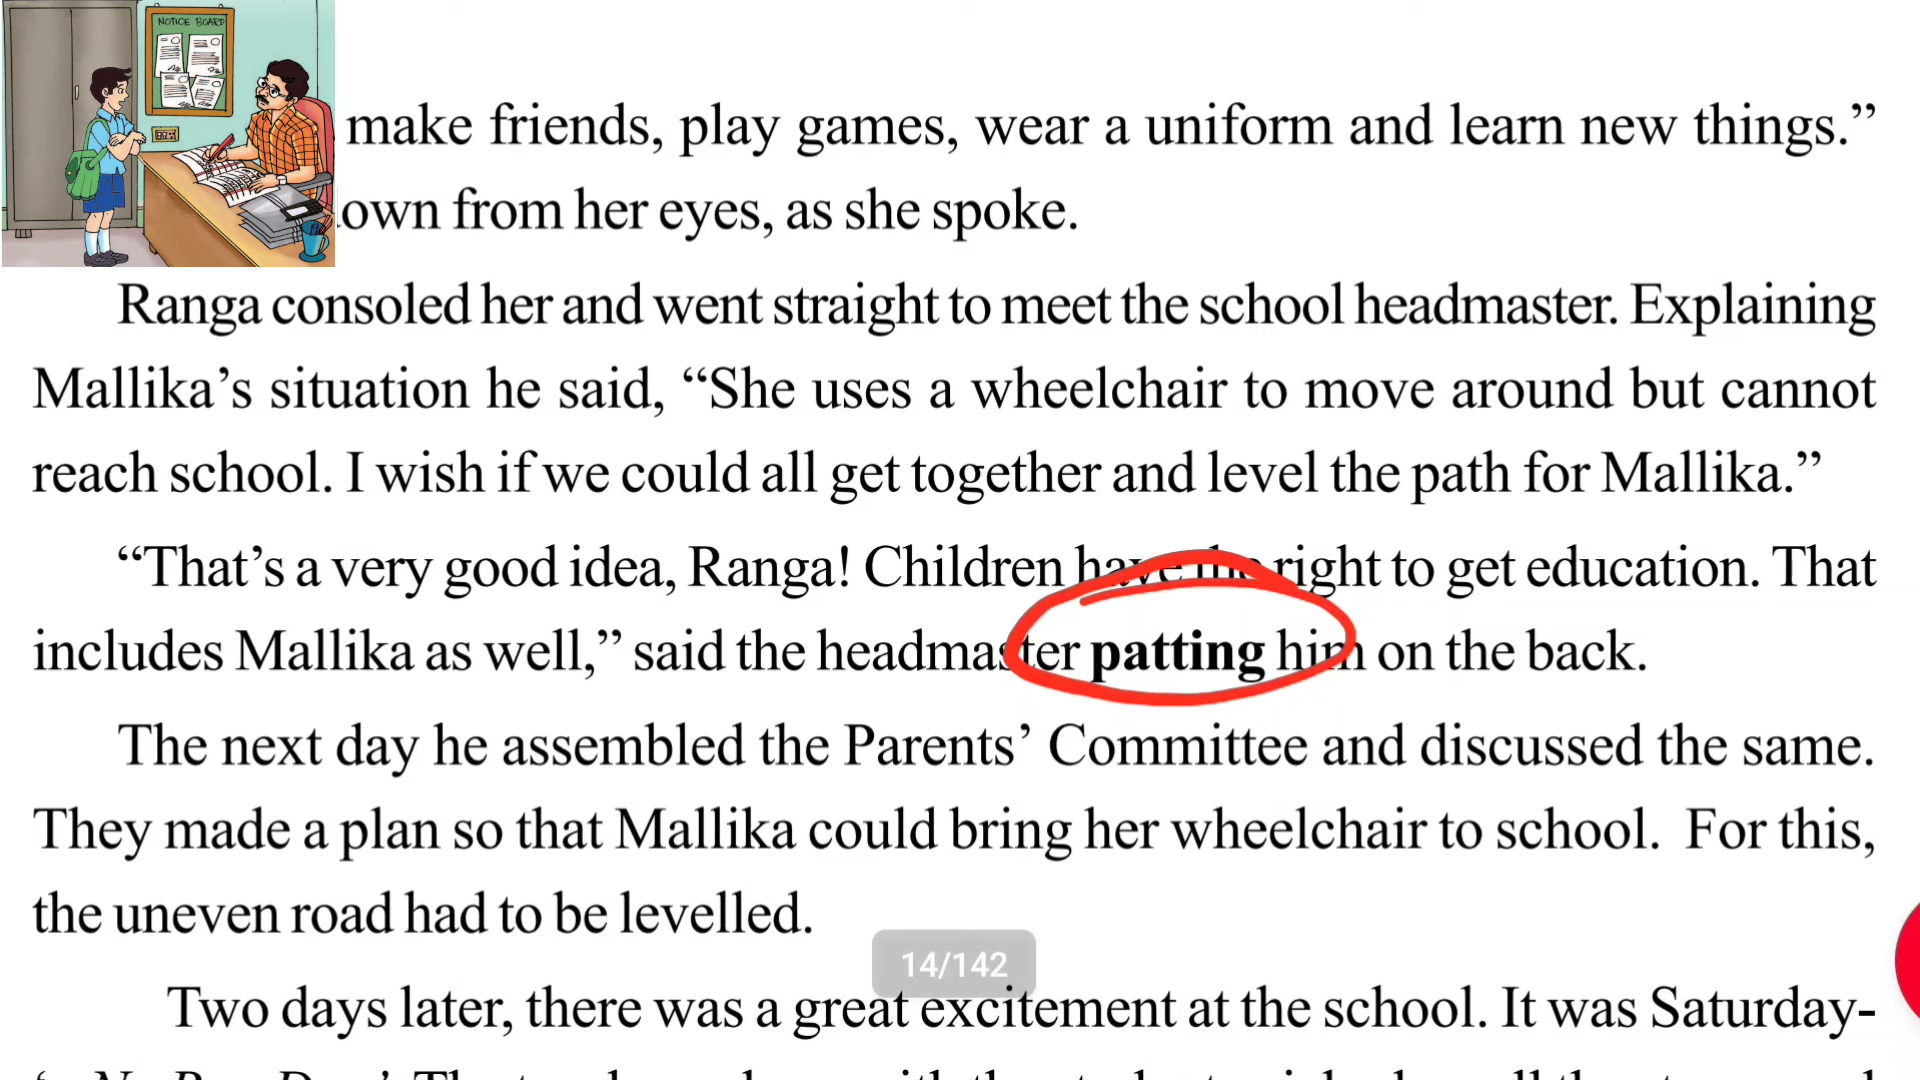 NOTICE BOARD
make friends, play games, wear a uniform and learn new things.”
own from her eyes, as she spoke.
Ranga consoled her and went straight to meet the school headmaster. Explaining
Mallika’s situation he said, “She uses a wheelchair to move around but cannot
reach school. I wish if we could all get together and level the path for Mallika.”
“That’s a very good idea, Ranga! Children have the right to get education. That
includes Mallika as well,” said the headmaster patting him on the back.
The next day he assembled the Parents’ Committee and discussed the same.
They made a plan so that Mallika could bring her wheelchair to school. For this,
the uneven road had to be levelled.
14/142
Two days later, there was a great excitement at the school. It was Saturday-